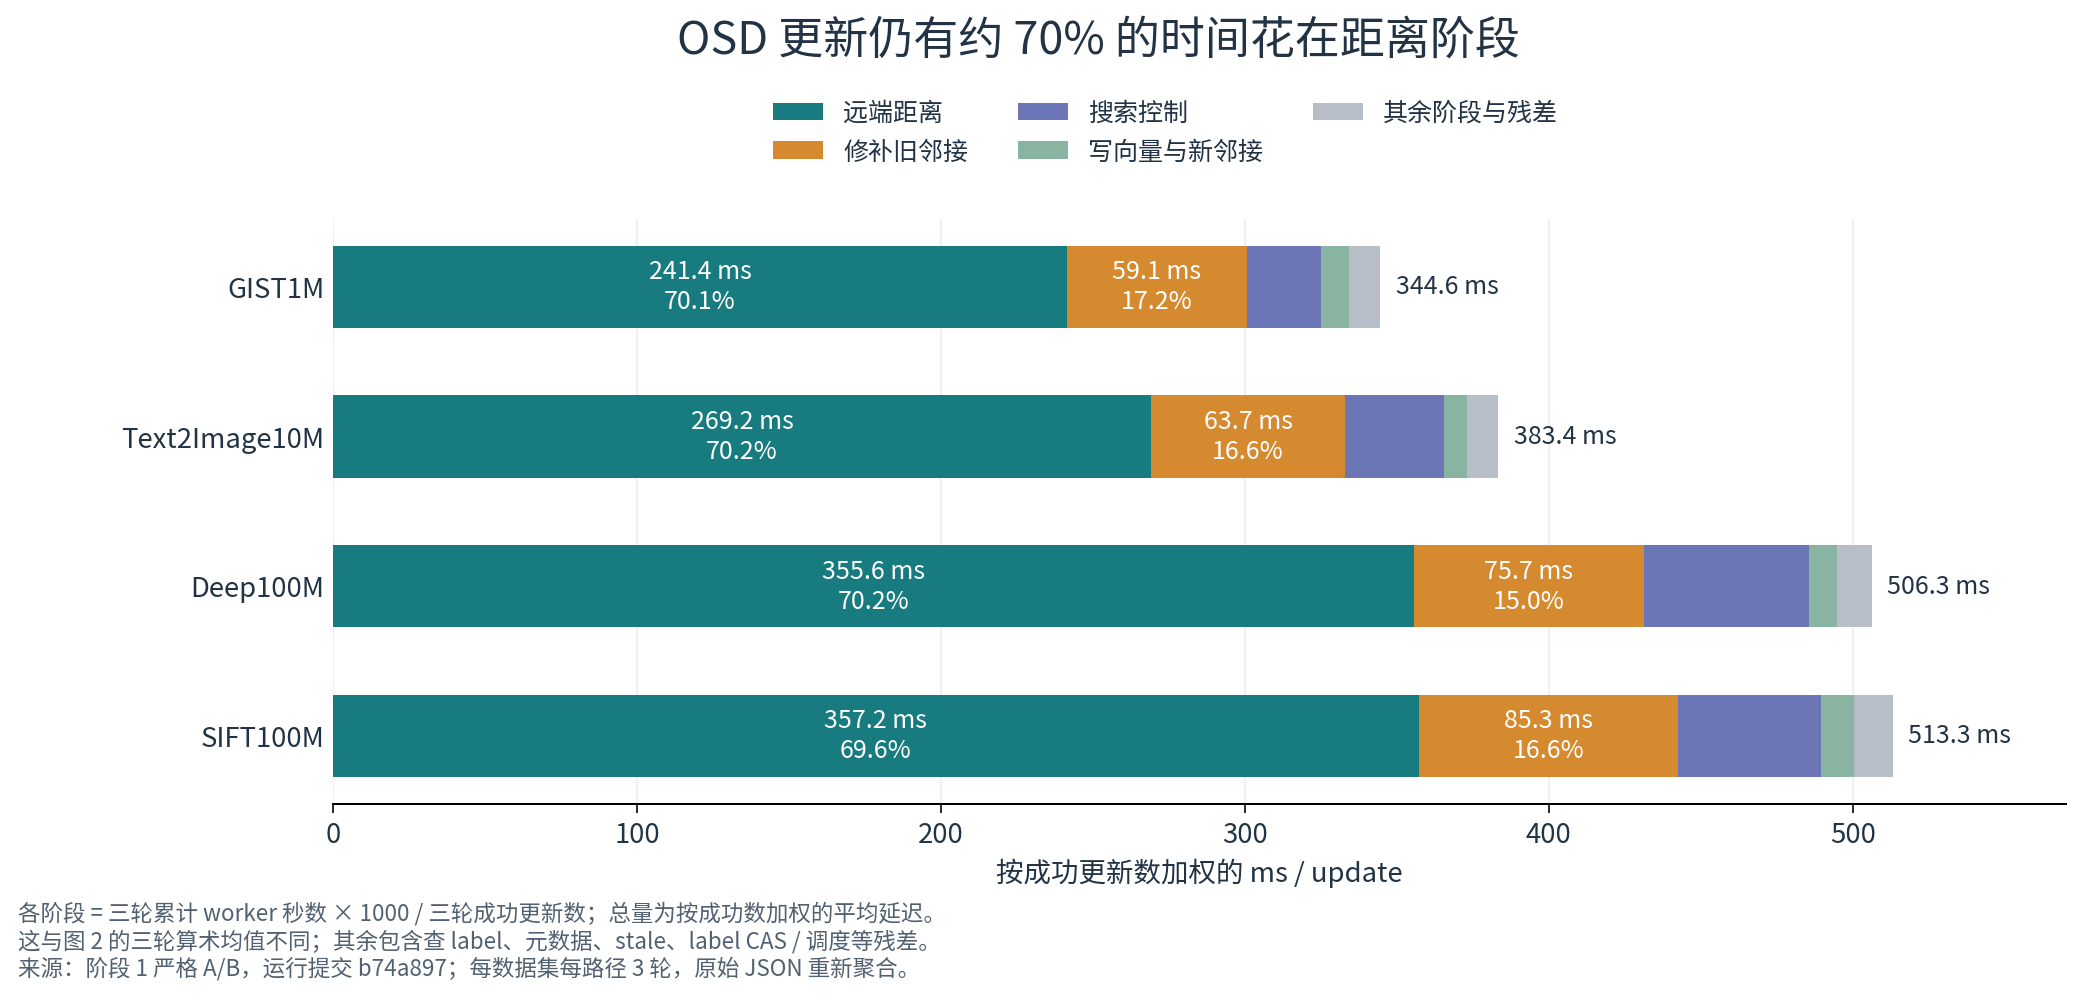 OSD 更新仍有约 70% 的时间花在距离阶段
远端距离
搜索控制
其余阶段与残差
修补旧邻接
写向量与新邻接
GIST1M
241.4 ms
70.1%
59.1 ms
17.2%
344.6 ms
Text2Image10M
269.2 ms
70.2%
63.7 ms
16.6%
383.4 ms
Deep100M
355.6 ms
70.2%
75.7 ms
15.0%
506.3 ms
SIFT100M
357.2 ms
69.6%
85.3 ms
16.6%
513.3 ms
0 100 200 300 400 500
按成功更新数加权的 ms / update
各阶段 = 三轮累计 worker 秒数 × 1000 / 三轮成功更新数；总量为按成功数加权的平均延迟。
这与图 2 的三轮算术均值不同；其余包含查 label、元数据、stale、label CAS / 调度等残差。
来源：阶段 1 严格 A/B，运行提交 b74a897；每数据集每路径 3 轮，原始 JSON 重新聚合。